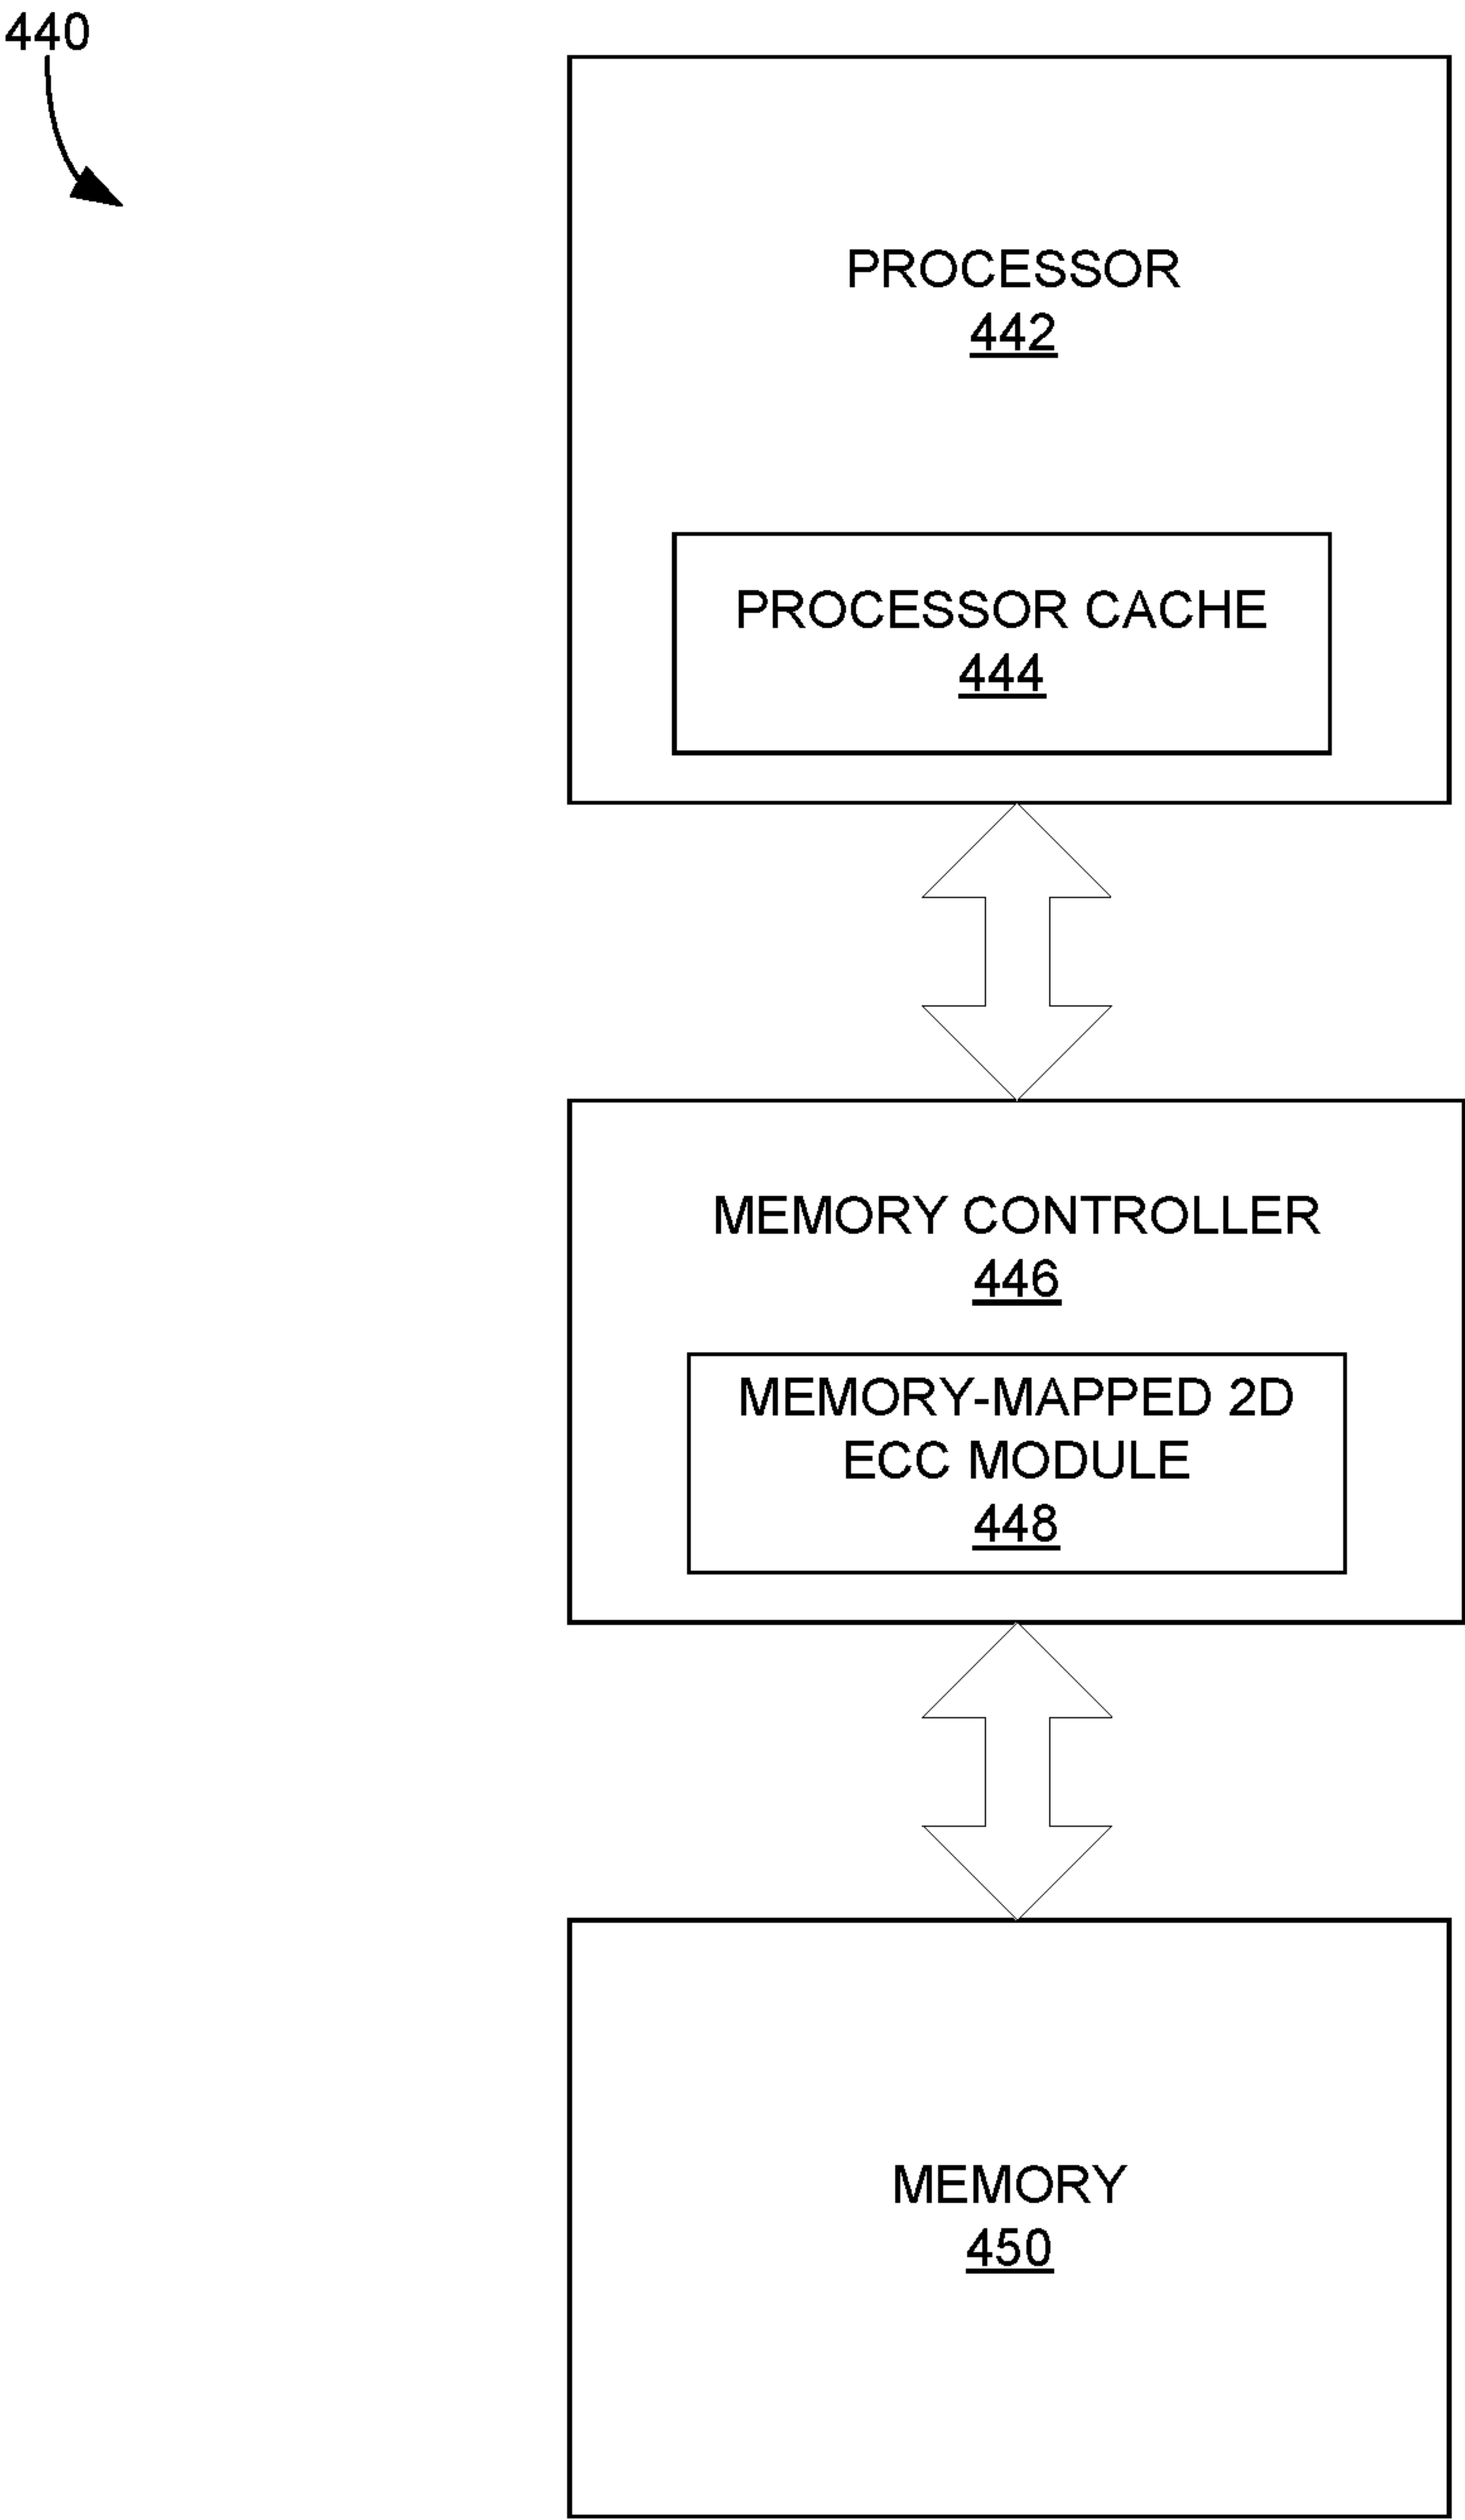 440
PROCESSOR
442
PROCESSOR CACHE
444
MEMORY CONTROLLER
446
MEMORY-MAPPED 2D
ECC MODULE
448
MEMORY
450